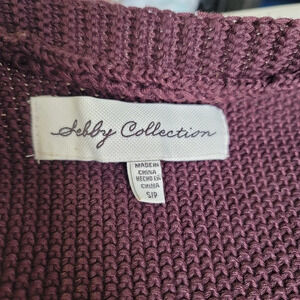 Sebby Collection
MADE IN
CHINA
HECHO EN
CHINA
S/P